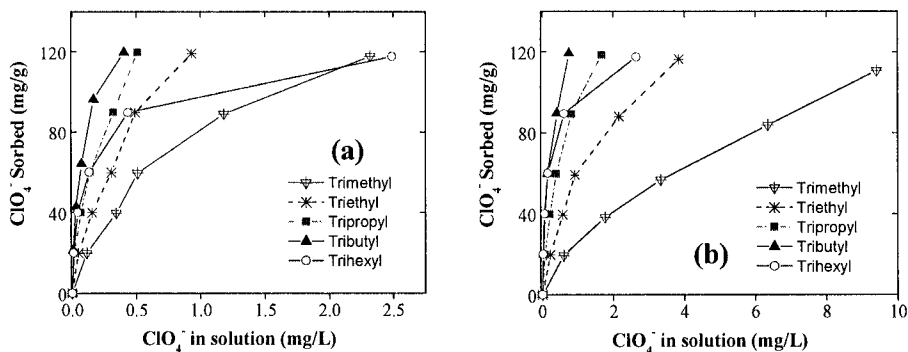 120
80
40
0
ClO₄⁻ Sorbed (mg/g)
0.0 0.5 1.0 1.5 2.0 2.5
ClO₄⁻ in solution (mg/L)
(a)
Trimethyl
Triethyl
Tripropyl
Tributyl
Trihexyl
120
80
40
0
ClO₄⁻ Sorbed (mg/g)
0 2 4 6 8 10
ClO₄⁻ in solution (mg/L)
(b)
Trimethyl
Triethyl
Tripropyl
Tributyl
Trihexyl